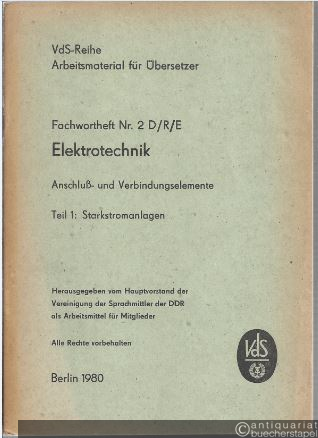 VdS-Reihe
Arbeitsmaterial für Übersetzer
Fachwortheft Nr. 2 D/R/E
Elektrotechnik
Anschluß- und Verbindungselemente
Teil 1: Starkstromanlagen
Herausgegeben vom Hauptvorstand der
Vereinigung der Sprachmittler der DDR
als Arbeitsmittel für Mitglieder
Alle Rechte vorbehalten
VdS
Berlin 1980
antiquariat
buecherstapel